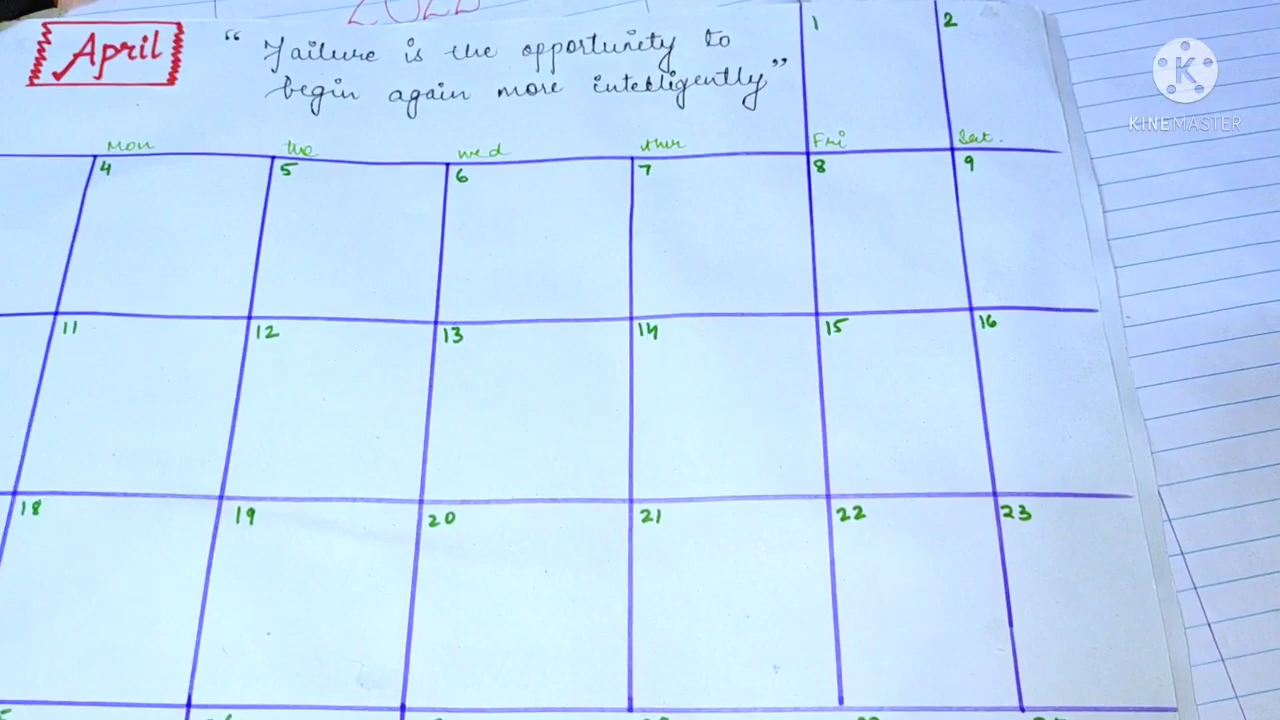 2022
April
“ Failure is the opportunity to
begin again more intelligently”
1 2
Mon tue wed thur Fri Sat.
4 5 6 7 8 9
11 12 13 14 15 16
18 19 20 21 22 23
KINEMASTER